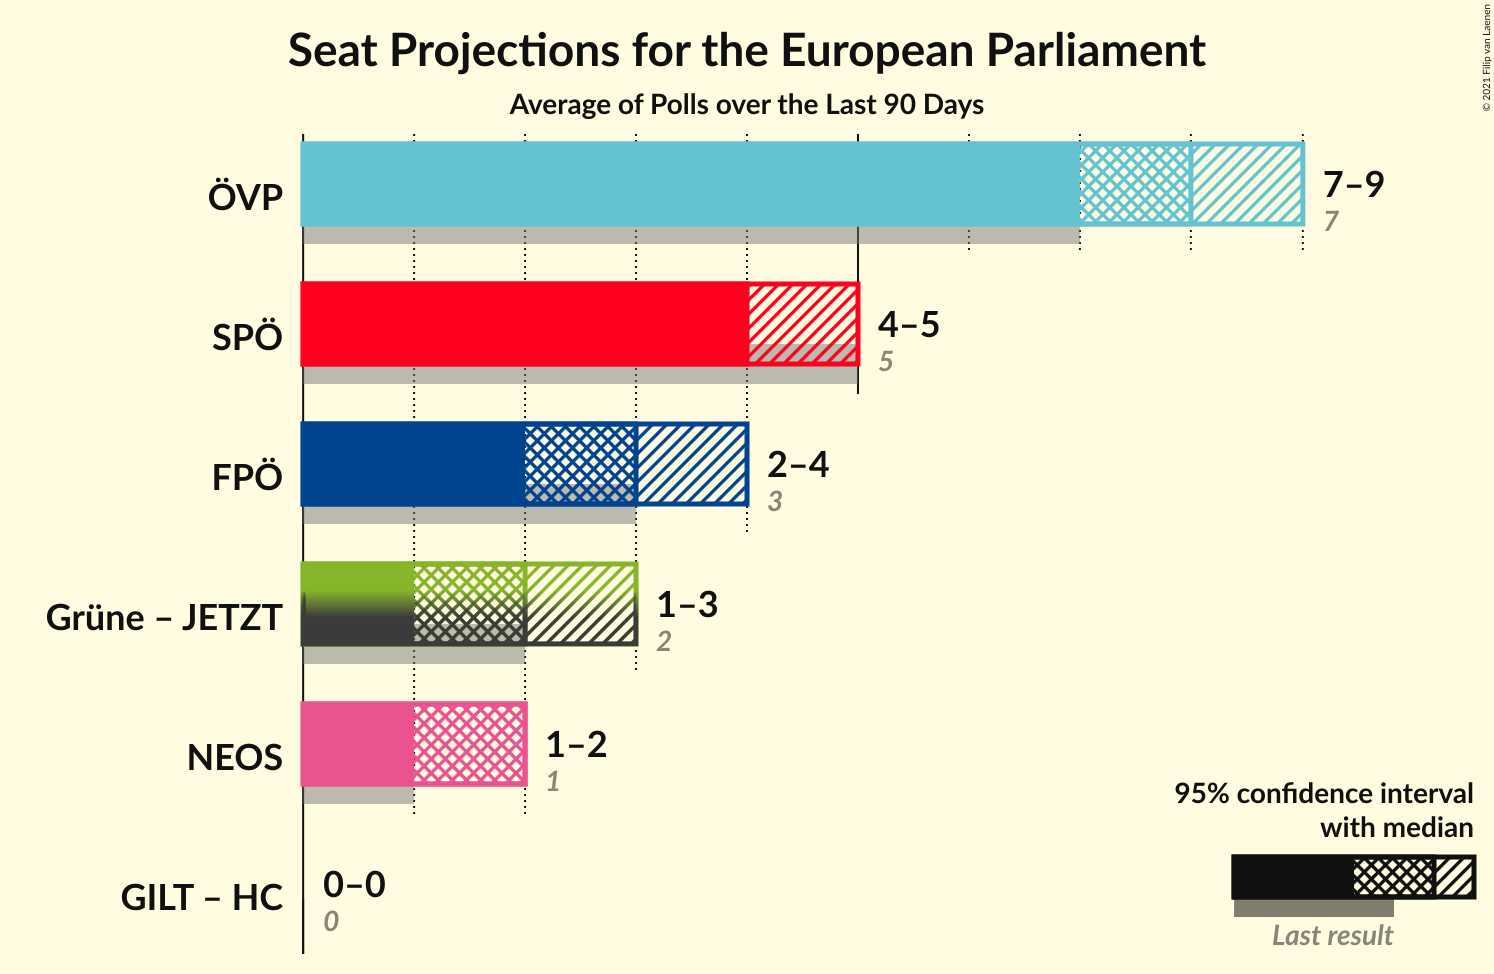 Seat Projections for the European Parliament
Average of Polls over the Last 90 Days
© 2021 Filip van Laenen
ÖVP
7–9
7
SPÖ
4–5
5
FPÖ
2–4
3
Grüne – JETZT
1–3
2
NEOS
1–2
1
GILT – HC
0–0
0
95% confidence interval
with median
Last result